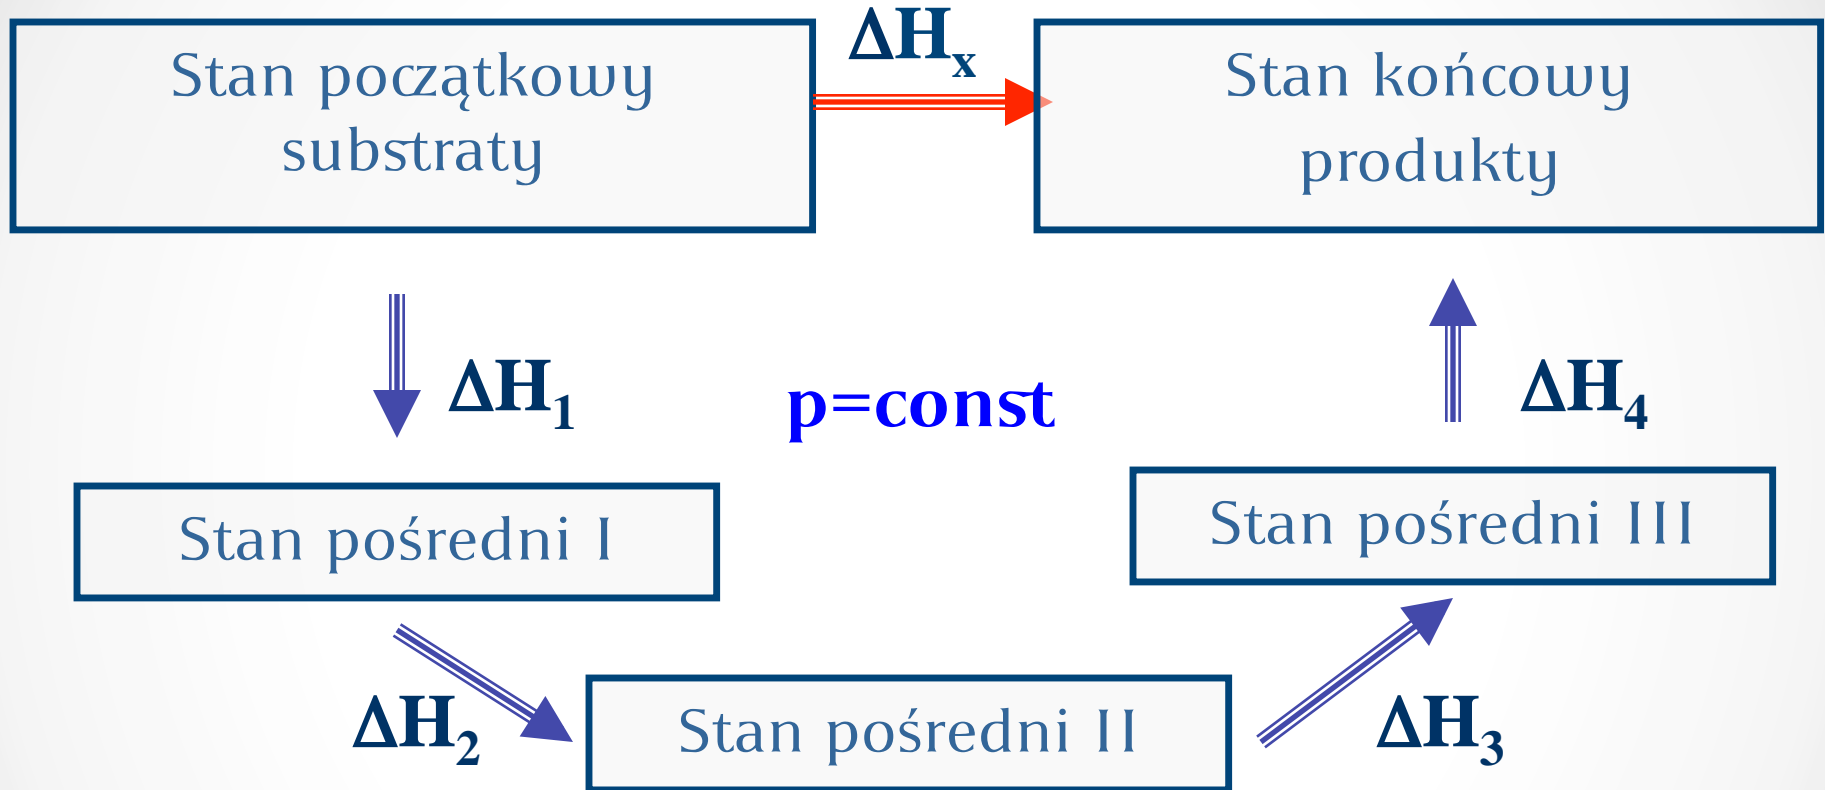 Stan początkowy
substraty
ΔHₓ
Stan końcowy
produkty
ΔH₁
p=const
ΔH₄
Stan pośredni I
Stan pośredni III
ΔH₂
Stan pośredni II
ΔH₃